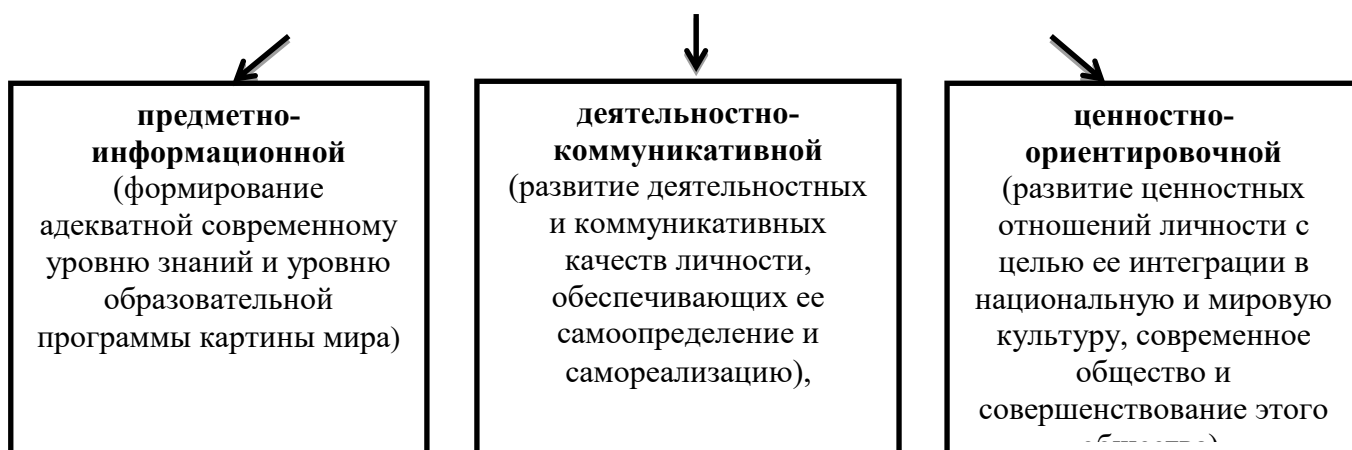 предметно-
информационной
(формирование
адекватной современному
уровню знаний и уровню
образовательной
программы картины мира)
деятельностно-
коммуникативной
(развитие деятельностных
и коммуникативных
качеств личности,
обеспечивающих ее
самоопределение и
самореализацию),
ценностно-
ориентировочной
(развитие ценностных
отношений личности с
целью ее интеграции в
национальную и мировую
культуру, современное
общество и
совершенствование этого